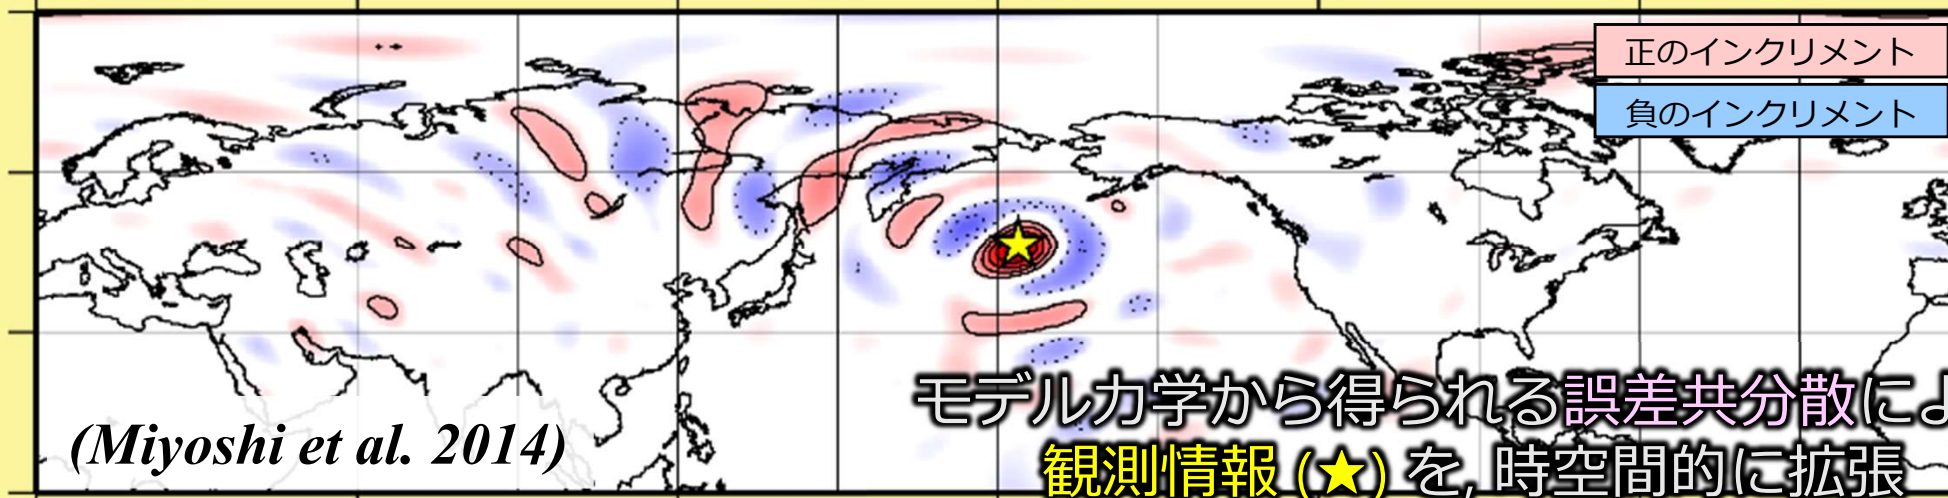 正のインクリメント
負のインクリメント
モデル力学から得られる誤差共分散によ
観測情報 (★) を, 時空間的に拡張
(Miyoshi et al. 2014)